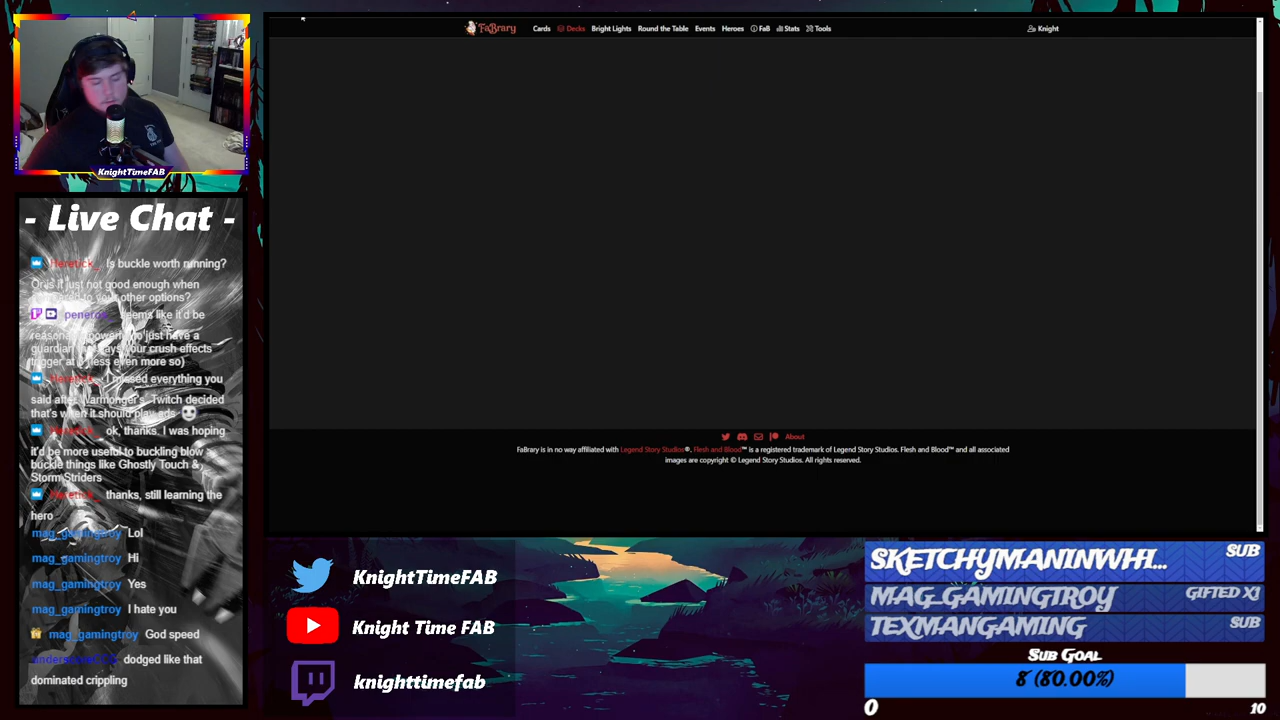 FaBrary Cards Decks Bright Lights Round the Table Events Heroes FaB Stats Tools Knight
KnightTimeFAB
- Live Chat -
Is buckle worth running?
Or is it just not good enough when
to your other options?
seems like it'd be
just have a
guardian your crush effects
trigger at (less even more so)
I missed everything you
said after Warmonger's. Twitch decided
that's when it should play ads
ok, thanks. I was hoping
it'd be more useful to buckling blow
buckle things like Ghostly Touch &
Storm Striders
thanks, still learning the
hero
mag_gamingtroy Lol
mag_gamingtroy Hi
mag_gamingtroy Yes
mag_gamingtroy I hate you
mag_gamingtroy God speed
dodged like that
dominated crippling
About
FaBrary is in no way affiliated with Legend Story Studios®. Flesh and Blood™ is a registered trademark of Legend Story Studios. Flesh and Blood™ and all associated
images are copyright © Legend Story Studios. All rights reserved.
KnightTimeFAB
Knight Time FAB
knighttimefab
SKETCHYMANINWHI... SUB
MAG_GAMINGTROY GIFTED X1
TEXMANGAMING SUB
Sub Goal
8 (80.00%)
0 10